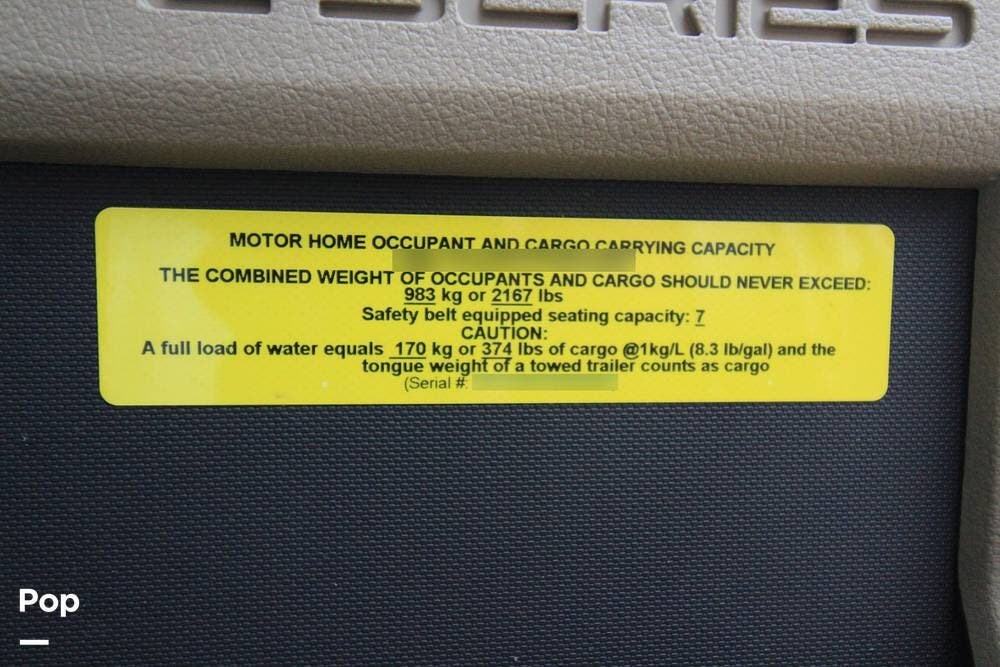 SERIES
MOTOR HOME OCCUPANT AND CARGO CARRYING CAPACITY
THE COMBINED WEIGHT OF OCCUPANTS AND CARGO SHOULD NEVER EXCEED:
983 kg or 2167 lbs
Safety belt equipped seating capacity: 7
CAUTION:
A full load of water equals 170 kg or 374 lbs of cargo @1kg/L (8.3 lb/gal) and the
tongue weight of a towed trailer counts as cargo
(Serial #:
Pop